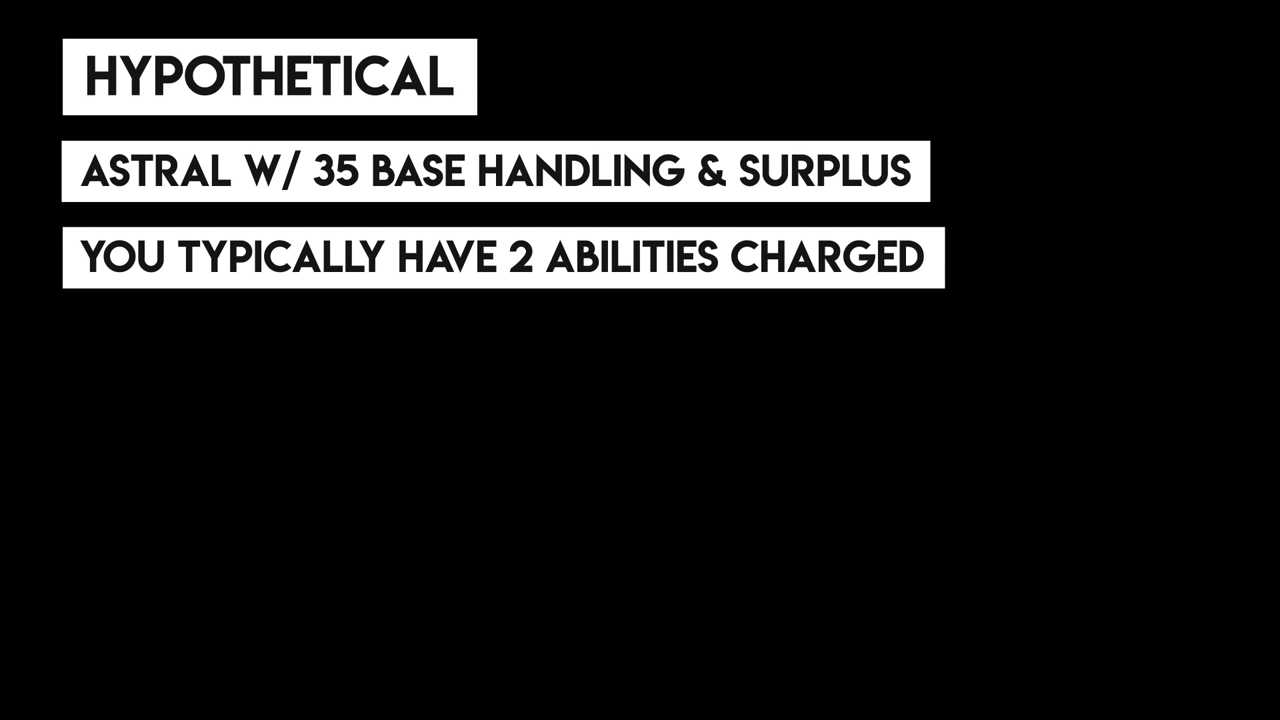 HYPOTHETICAL
ASTRAL W/ 35 BASE HANDLING & SURPLUS
YOU TYPICALLY HAVE 2 ABILITIES CHARGED